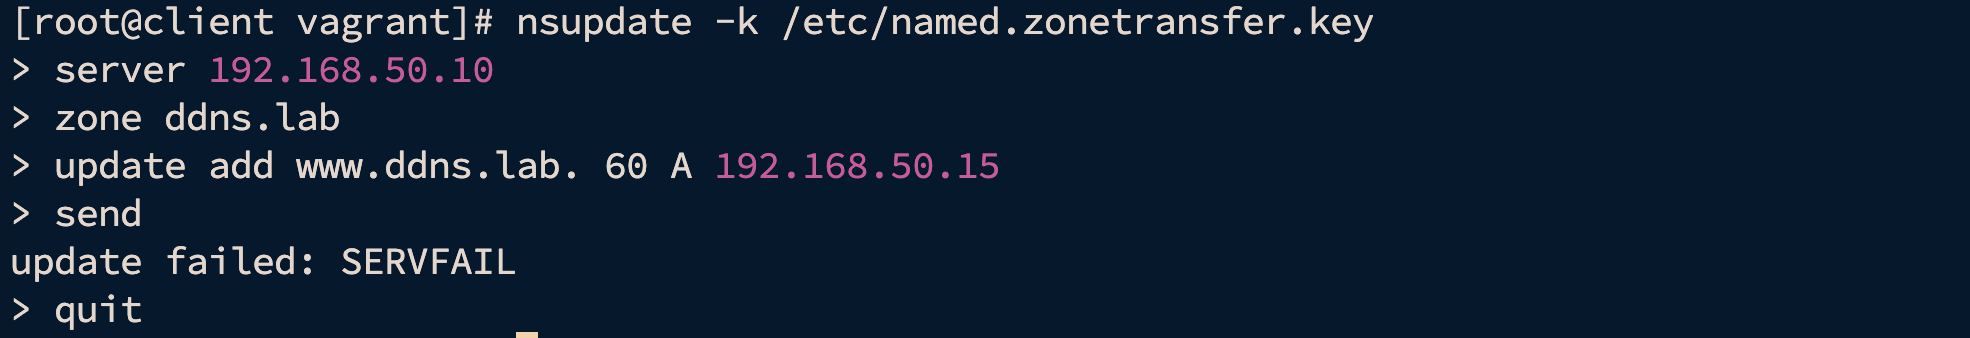 [root@client vagrant]# nsupdate -k /etc/named.zonetransfer.key
> server 192.168.50.10
> zone ddns.lab
> update add www.ddns.lab. 60 A 192.168.50.15
> send
update failed: SERVFAIL
> quit